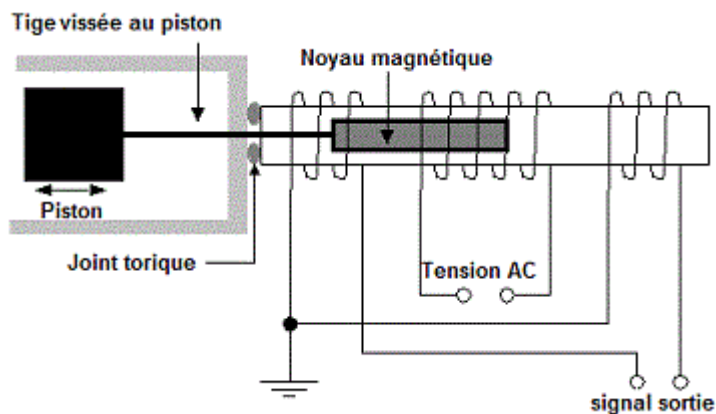 Tige vissée au piston
Noyau magnétique
Piston
Joint torique
Tension AC
signal sortie